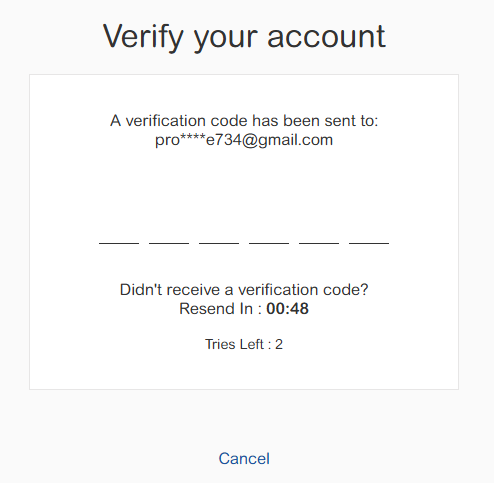 Verify your account
A verification code has been sent to:
pro****e734@gmail.com
Didn't receive a verification code?
Resend In : 00:48
Tries Left : 2
Cancel